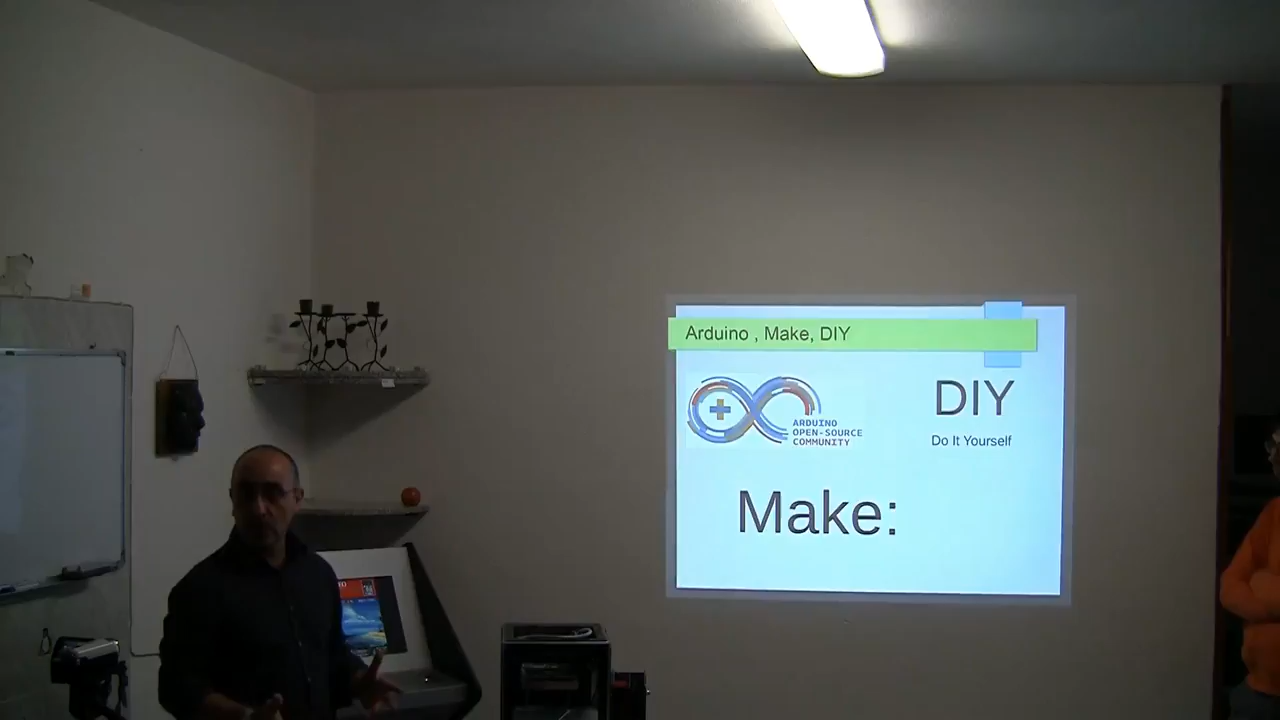 Arduino , Make, DIY
ARDUINO
OPEN-SOURCE
COMMUNITY
DIY
Do It Yourself
Make: